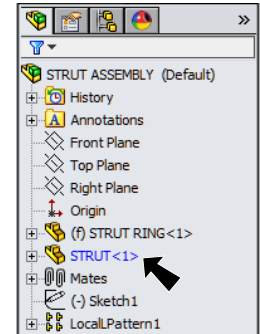 »
STRUT ASSEMBLY (Default)
History
A Annotations
Front Plane
Top Plane
Right Plane
Origin
(f) STRUT RING<1>
STRUT<1>
Mates
(-) Sketch1
LocalPattern1